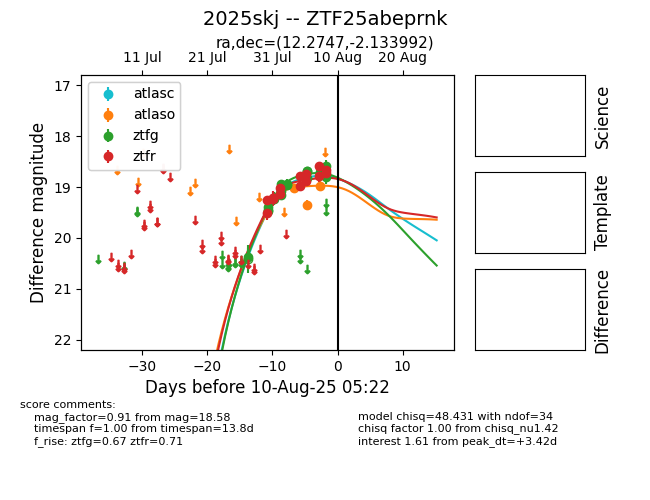 2025skj -- ZTF25abeprnk
ra,dec=(12.2747,-2.133992)
11 Jul 21 Jul 31 Jul 10 Aug 20 Aug
17
18
19
20
21
22
Difference magnitude
atlasc
atlaso
ztfg
ztfr
−30 −20 −10 0 10
Days before 10-Aug-25 05:22
Science
Template
Difference
score comments:
mag_factor=0.91 from mag=18.58
timespan f=1.00 from timespan=13.8d
f_rise: ztfg=0.67 ztfr=0.71
model chisq=48.431 with ndof=34
chisq factor 1.00 from chisq_nu1.42
interest 1.61 from peak_dt=+3.42d